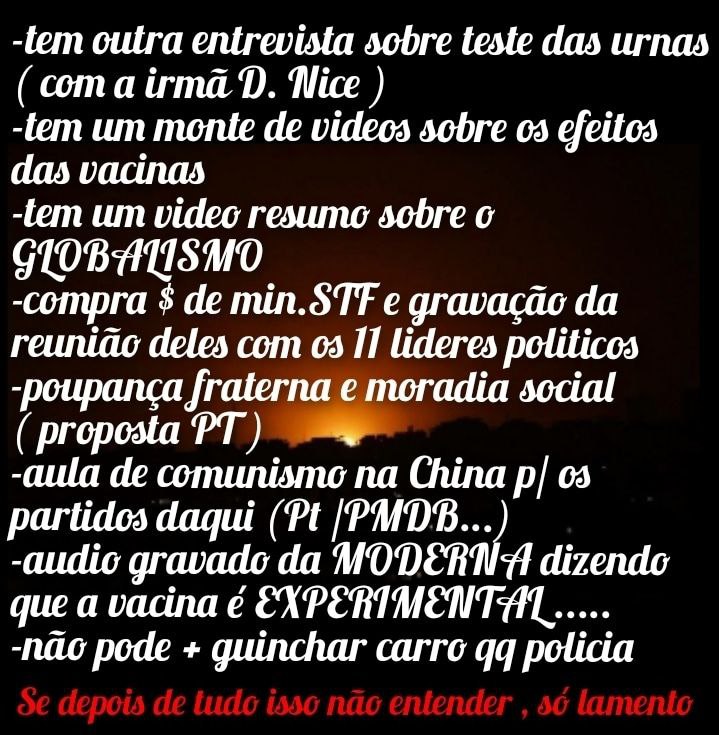 -tem outra entrevista sobre teste das urnas
( com a irmã D. Nice )
-tem um monte de videos sobre os efeitos
das vacinas
-tem um video resumo sobre o
GLOBALISMO
-compra $ de min.STF e gravação da
reunião deles com os 11 lideres politicos
-poupança fraterna e moradia social
( proposta PT )
-aula de comunismo na China p/ os
partidos daqui (Pt /PMDB...)
-audio gravado da MODERNA dizendo
que a vacina é EXPERIMENTAL.....
-não pode + guinchar carro qq policia
Se depois de tudo isso não entender , só lamento